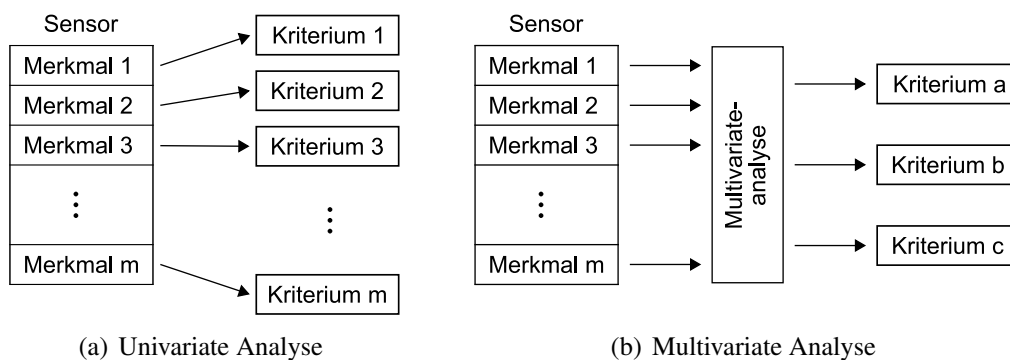 Sensor
Merkmal 1
Merkmal 2
Merkmal 3
⋮
Merkmal m
Kriterium 1
Kriterium 2
Kriterium 3
⋮
Kriterium m
(a) Univariate Analyse
Sensor
Merkmal 1
Merkmal 2
Merkmal 3
⋮
Merkmal m
Multivariate-
analyse
Kriterium a
Kriterium b
Kriterium c
(b) Multivariate Analyse